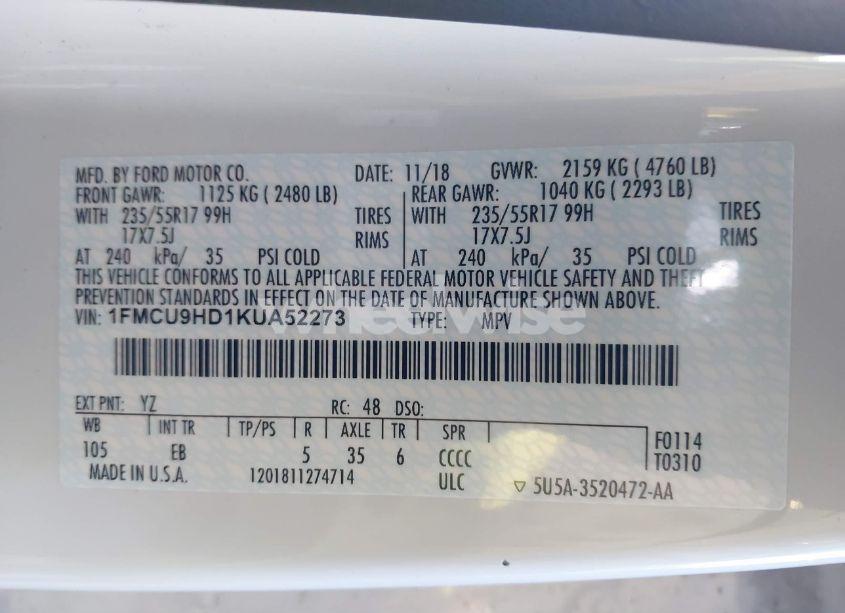 MFD. BY FORD MOTOR CO. DATE: 11/18 GVWR: 2159 KG ( 4760 LB)
FRONT GAWR: 1125 KG ( 2480 LB) REAR GAWR: 1040 KG ( 2293 LB)
WITH 235/55R17 99H TIRES WITH 235/55R17 99H TIRES
17X7.5J RIMS 17X7.5J RIMS
AT 240 kPa/ 35 PSI COLD AT 240 kPa/ 35 PSI COLD
THIS VEHICLE CONFORMS TO ALL APPLICABLE FEDERAL MOTOR VEHICLE SAFETY AND THEFT
PREVENTION STANDARDS IN EFFECT ON THE DATE OF MANUFACTURE SHOWN ABOVE.
VIN: 1FMCU9HD1KUA52273 TYPE: MPV
EXT PNT: YZ RC: 48 DSO:
WB INT TR TP/PS R AXLE TR SPR F0114
105 EB 5 35 6 CCCC T0310
MADE IN U.S.A. 1201811274714 ULC 5U5A-3520472-AA